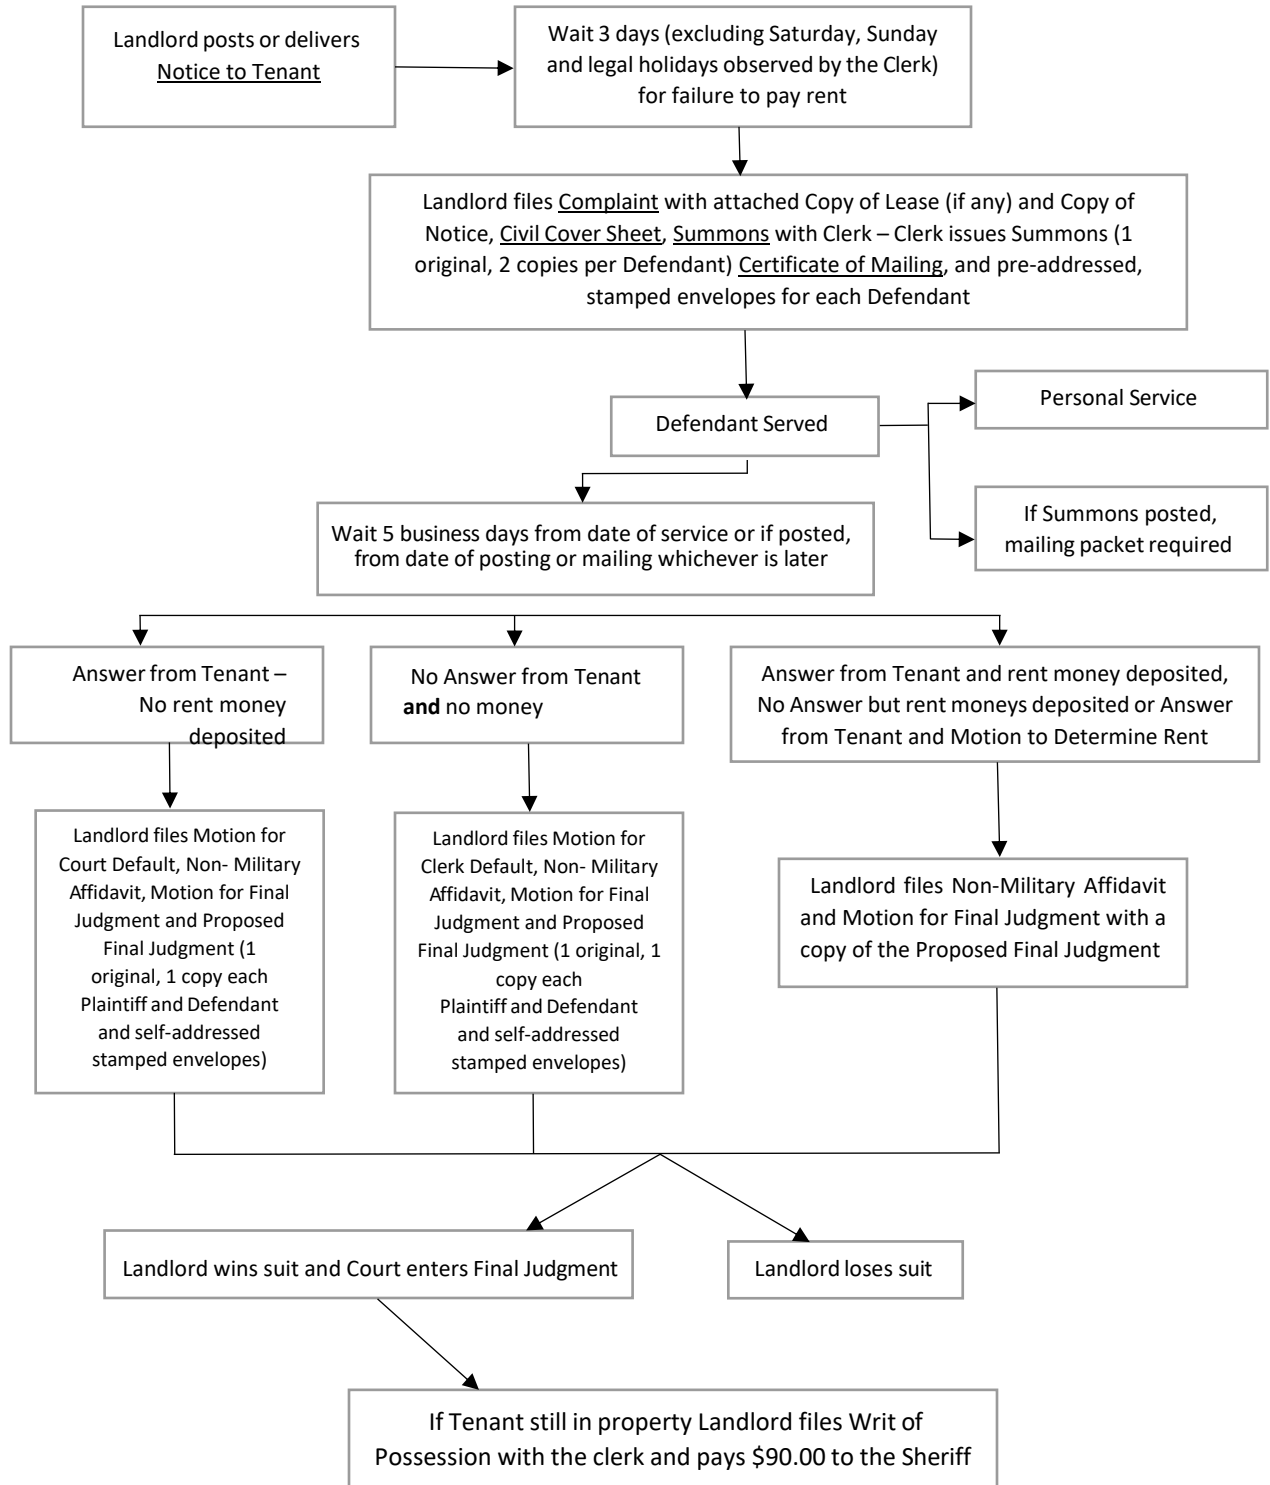 Landlord posts or delivers
Notice to Tenant
Wait 3 days (excluding Saturday, Sunday
and legal holidays observed by the Clerk)
for failure to pay rent
Landlord files Complaint with attached Copy of Lease (if any) and Copy of
Notice, Civil Cover Sheet, Summons with Clerk – Clerk issues Summons (1
original, 2 copies per Defendant) Certificate of Mailing, and pre-addressed,
stamped envelopes for each Defendant
Defendant Served
Personal Service
If Summons posted,
mailing packet required
Wait 5 business days from date of service or if posted,
from date of posting or mailing whichever is later
Answer from Tenant –
No rent money
deposited
No Answer from Tenant
and no money
Answer from Tenant and rent money deposited,
No Answer but rent moneys deposited or Answer
from Tenant and Motion to Determine Rent
Landlord files Motion for
Court Default, Non- Military
Affidavit, Motion for Final
Judgment and Proposed
Final Judgment (1
original, 1 copy each
Plaintiff and Defendant
and self-addressed
stamped envelopes)
Landlord files Motion for
Clerk Default, Non- Military
Affidavit, Motion for Final
Judgment and Proposed
Final Judgment (1 original, 1
copy each
Plaintiff and Defendant
and self-addressed
stamped envelopes)
Landlord files Non-Military Affidavit
and Motion for Final Judgment with a
copy of the Proposed Final Judgment
Landlord wins suit and Court enters Final Judgment
Landlord loses suit
If Tenant still in property Landlord files Writ of
Possession with the clerk and pays $90.00 to the Sheriff